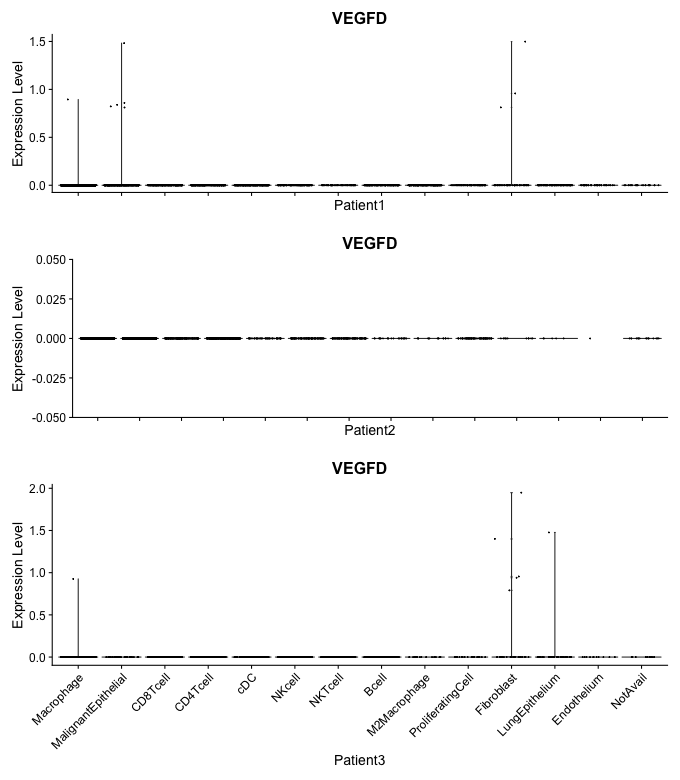 VEGFD
Expression Level
1.5
1.0
0.5
0.0
Patient1
VEGFD
Expression Level
0.050
0.025
0.000
-0.025
-0.050
Patient2
VEGFD
Expression Level
2.0
1.5
1.0
0.5
0.0
Macrophage
MalignantEpithelial
CD8Tcell
CD4Tcell
cDC
NKcell
NKTcell
Bcell
M2Macrophage
ProliferatingCell
Fibroblast
LungEpithelium
Endothelium
NotAvail
Patient3